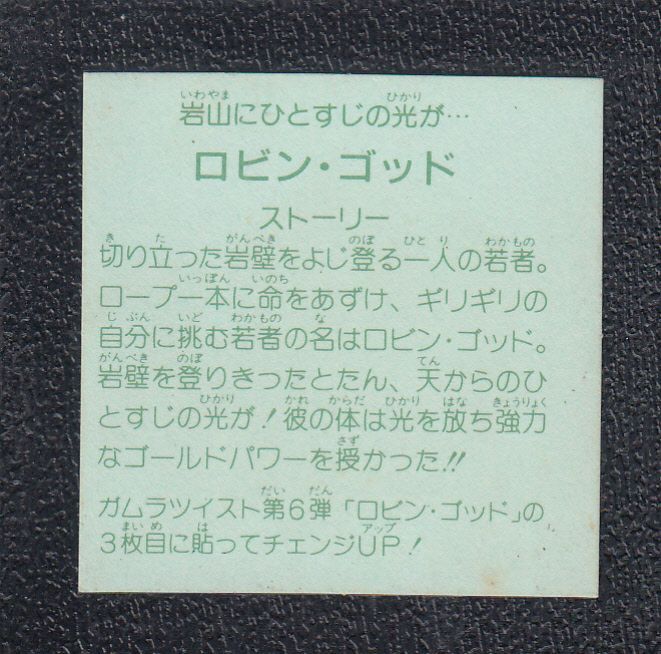 岩山にひとすじの光が…
ロビン・ゴッド
ストーリー
切り立った岩壁をよじ登る一人の若者。
ロープ一本に命をあずけ、ギリギリの
自分に挑む若者の名はロビン・ゴッド。
岩壁を登りきったとたん、天からのひ
とすじの光が!彼の体は光を放ち強力
なゴールドパワーを授かった!!
ガムラツイスト第6弾「ロビン・ゴッド」の
3枚目に貼ってチェンジUP!